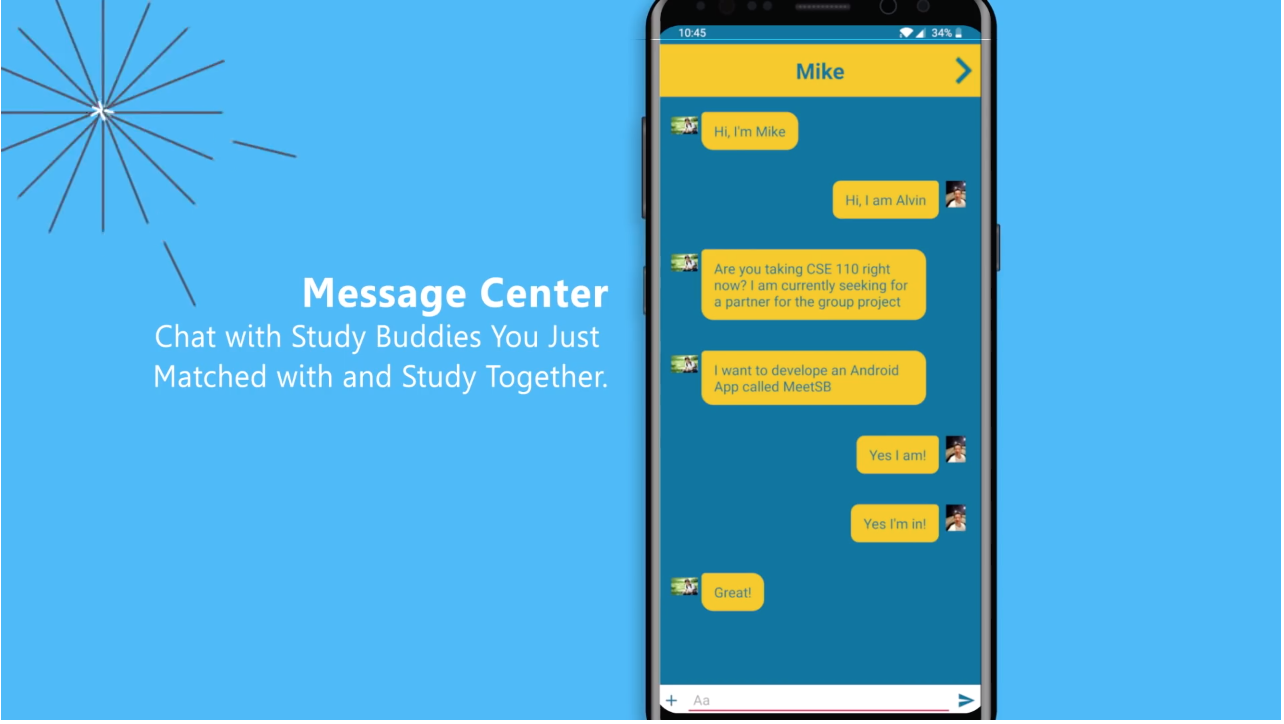 Message Center
Chat with Study Buddies You Just
Matched with and Study Together.
10:45
34%
Mike
Hi, I'm Mike
Hi, I am Alvin
Are you taking CSE 110 right
now? I am currently seeking for
a partner for the group project
I want to develope an Android
App called MeetSB
Yes I am!
Yes I'm in!
Great!
+ Aa